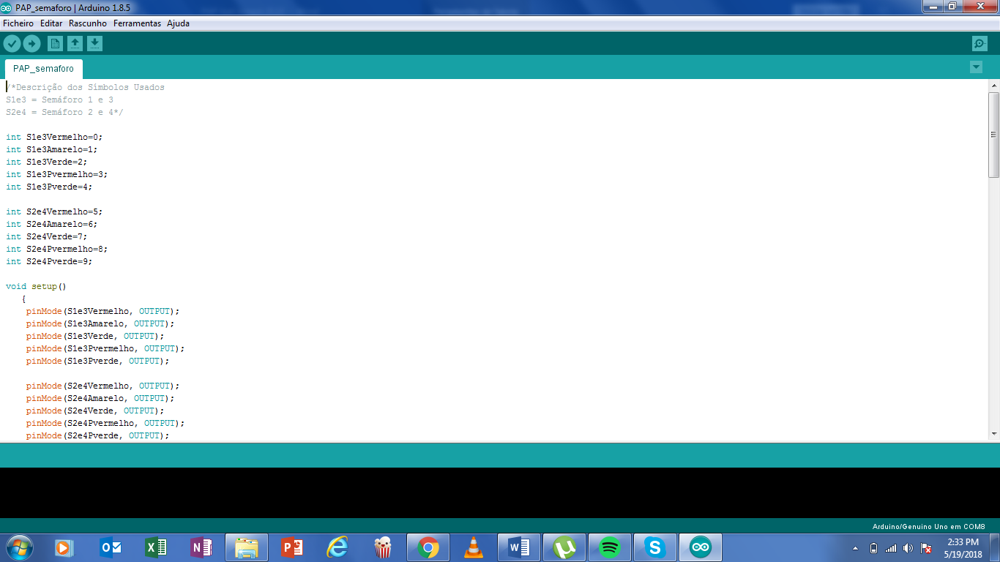 PAP_semaforo | Arduino 1.8.5
Ficheiro Editar Rascunho Ferramentas Ajuda
PAP_semaforo
/*Descrição dos Símbolos Usados
S1e3 = Semáforo 1 e 3
S2e4 = Semáforo 2 e 4*/
int S1e3Vermelho=0;
int S1e3Amarelo=1;
int S1e3Verde=2;
int S1e3Pvermelho=3;
int S1e3Pverde=4;
int S2e4Vermelho=5;
int S2e4Amarelo=6;
int S2e4Verde=7;
int S2e4Pvermelho=8;
int S2e4Pverde=9;
void setup()
{
pinMode(S1e3Vermelho, OUTPUT);
pinMode(S1e3Amarelo, OUTPUT);
pinMode(S1e3Verde, OUTPUT);
pinMode(S1e3Pvermelho, OUTPUT);
pinMode(S1e3Pverde, OUTPUT);
pinMode(S2e4Vermelho, OUTPUT);
pinMode(S2e4Amarelo, OUTPUT);
pinMode(S2e4Verde, OUTPUT);
pinMode(S2e4Pvermelho, OUTPUT);
pinMode(S2e4Pverde, OUTPUT);
Arduino/Genuino Uno em COM8
2:33 PM
5/19/2018